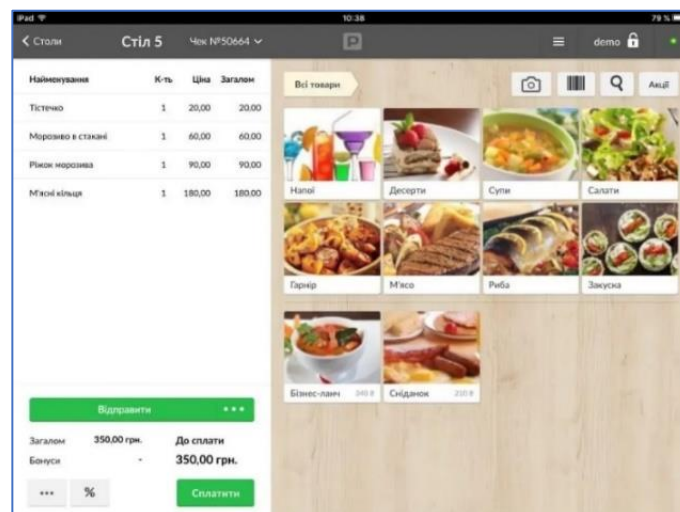 iPad 10:38 79 %
Столи Стіл 5 Чек №50664 demo
Найменування К-ть Ціна Загалом
Тістечко 1 20,00 20.00
Морозиво в стакані 1 60,00 60.00
Ріжок морозива 1 90,00 90.00
М'ясні кільця 1 180,00 180.00
Відправити
Загалом 350,00 грн. До сплати
Бонуси - 350,00 грн.
% Сплатити
Всі товари Акції
Напої Десерти Супи Салати
Гарнір М'ясо Риба Закуска
Бізнес-ланч 340 ₴ Сніданок 210 ₴